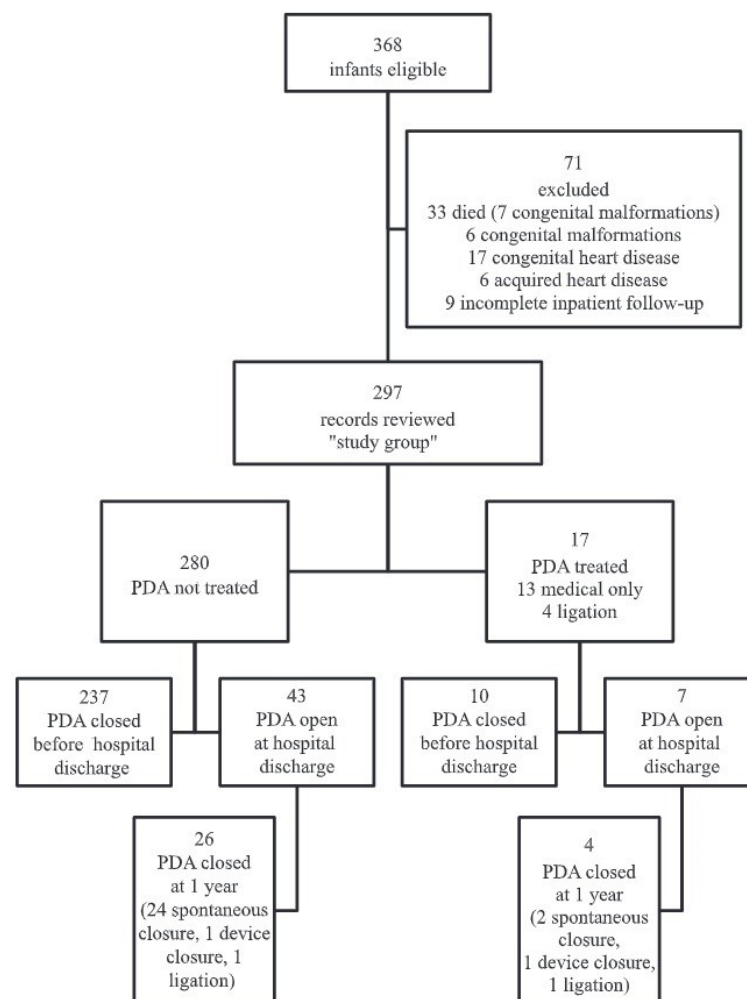 368
infants eligible
71
excluded
33 died (7 congenital malformations)
6 congenital malformations
17 congenital heart disease
6 acquired heart disease
9 incomplete inpatient follow-up
297
records reviewed
"study group"
280
PDA not treated
17
PDA treated
13 medical only
4 ligation
237
PDA closed
before hospital
discharge
43
PDA open
at hospital
discharge
10
PDA closed
before hospital
discharge
7
PDA open
at hospital
discharge
26
PDA closed
at 1 year
(24 spontaneous
closure, 1 device
closure, 1
ligation)
4
PDA closed
at 1 year
(2 spontaneous
closure,
1 device closure,
1 ligation)